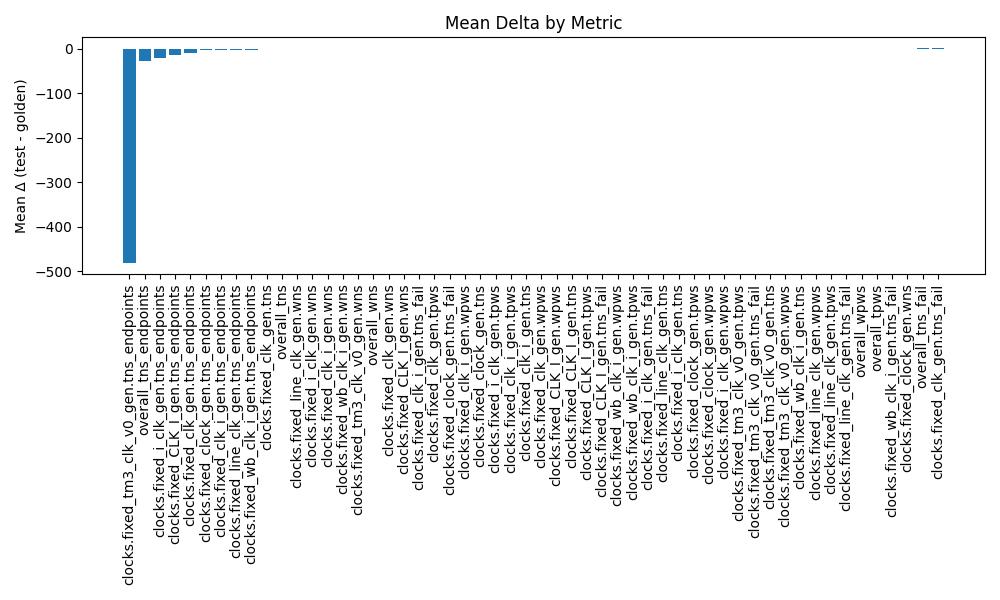 Mean Delta by Metric
Mean Δ (test - golden)
0
−100
−200
−300
−400
−500
clocks.fixed_tm3_clk_v0_gen.tns_endpoints
overall_tns_endpoints
clocks.fixed_i_clk_gen.tns_endpoints
clocks.fixed_CLK_I_gen.tns_endpoints
clocks.fixed_clk_gen.tns_endpoints
clocks.fixed_clock_gen.tns_endpoints
clocks.fixed_clk_i_gen.tns_endpoints
clocks.fixed_line_clk_gen.tns_endpoints
clocks.fixed_wb_clk_i_gen.tns_endpoints
clocks.fixed_clk_gen.tns
overall_tns
clocks.fixed_line_clk_gen.wns
clocks.fixed_i_clk_gen.wns
clocks.fixed_clk_i_gen.wns
clocks.fixed_wb_clk_i_gen.wns
clocks.fixed_tm3_clk_v0_gen.wns
overall_wns
clocks.fixed_clk_gen.wns
clocks.fixed_CLK_I_gen.wns
clocks.fixed_clk_i_gen.tns_fail
clocks.fixed_clk_gen.tpws
clocks.fixed_clock_gen.tns_fail
clocks.fixed_clk_i_gen.wpws
clocks.fixed_clock_gen.tns
clocks.fixed_i_clk_gen.tpws
clocks.fixed_clk_i_gen.tpws
clocks.fixed_clk_i_gen.tns
clocks.fixed_clk_gen.wpws
clocks.fixed_CLK_I_gen.wpws
clocks.fixed_CLK_I_gen.tns
clocks.fixed_CLK_I_gen.tpws
clocks.fixed_CLK_I_gen.tns_fail
clocks.fixed_wb_clk_i_gen.wpws
clocks.fixed_wb_clk_i_gen.tpws
clocks.fixed_i_clk_gen.tns_fail
clocks.fixed_line_clk_gen.tns
clocks.fixed_i_clk_gen.tns
clocks.fixed_clock_gen.tpws
clocks.fixed_clock_gen.wpws
clocks.fixed_i_clk_gen.wpws
clocks.fixed_tm3_clk_v0_gen.tpws
clocks.fixed_tm3_clk_v0_gen.tns_fail
clocks.fixed_tm3_clk_v0_gen.tns
clocks.fixed_tm3_clk_v0_gen.wpws
clocks.fixed_wb_clk_i_gen.tns
clocks.fixed_line_clk_gen.wpws
clocks.fixed_line_clk_gen.tpws
clocks.fixed_line_clk_gen.tns_fail
overall_wpws
overall_tpws
clocks.fixed_wb_clk_i_gen.tns_fail
clocks.fixed_clock_gen.wns
overall_tns_fail
clocks.fixed_clk_gen.tns_fail